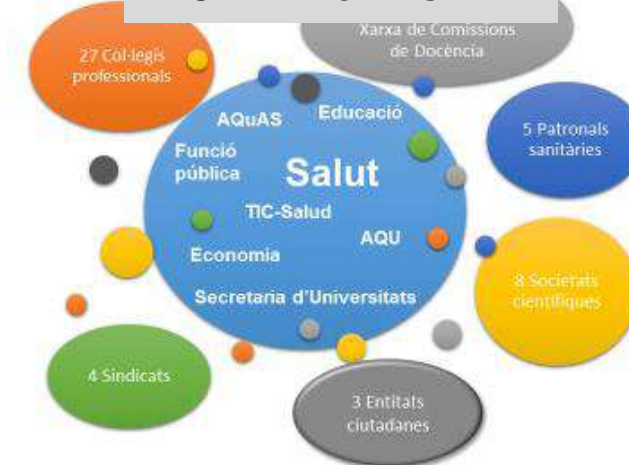 Xarxa de Comissions
de Docència
27 Col·legis
professionals
AQuAS
Educació
5 Patronals
sanitàries
Funció
pública
Salut
TIC-Salud
AQU
Economia
8 Societats
científiques
Secretaria d'Universitats
4 Sindicats
3 Entitats
ciutadanes